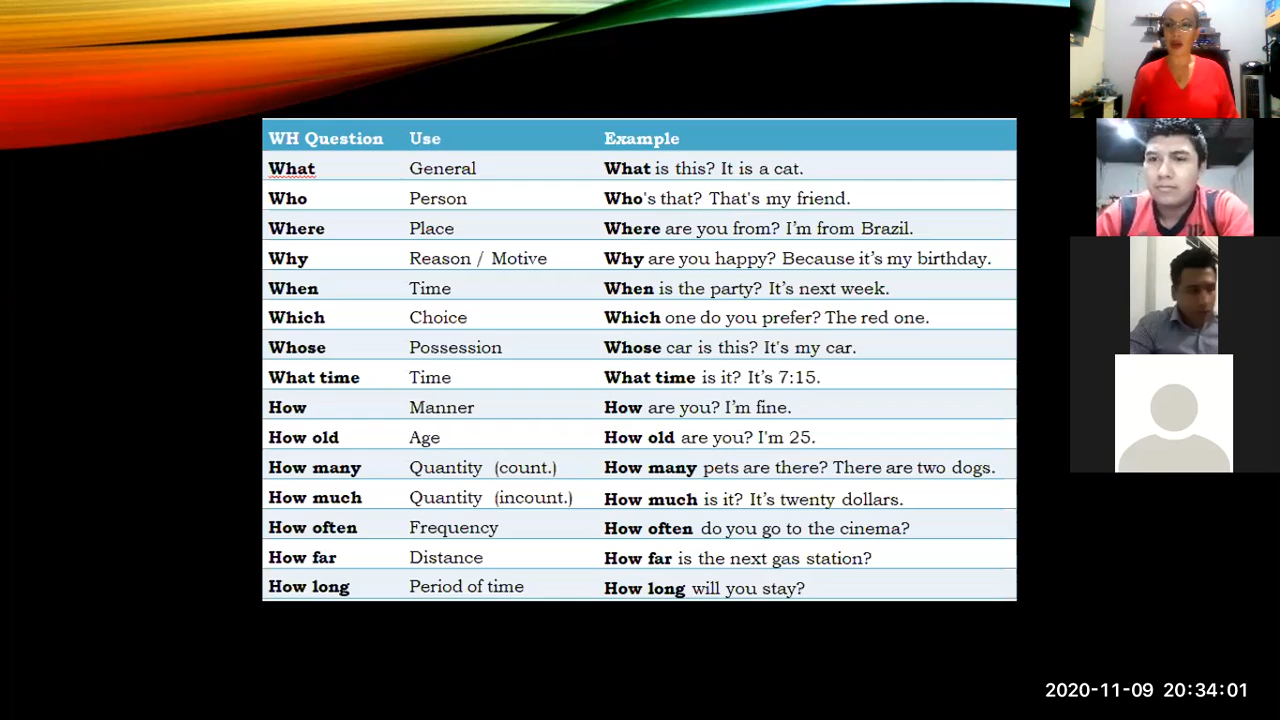 WH Question Use Example
What General What is this? It is a cat.
Who Person Who's that? That's my friend.
Where Place Where are you from? I’m from Brazil.
Why Reason / Motive Why are you happy? Because it’s my birthday.
When Time When is the party? It’s next week.
Which Choice Which one do you prefer? The red one.
Whose Possession Whose car is this? It's my car.
What time Time What time is it? It’s 7:15.
How Manner How are you? I’m fine.
How old Age How old are you? I'm 25.
How many Quantity (count.) How many pets are there? There are two dogs.
How much Quantity (incount.) How much is it? It’s twenty dollars.
How often Frequency How often do you go to the cinema?
How far Distance How far is the next gas station?
How long Period of time How long will you stay?
2020-11-09 20:34:01